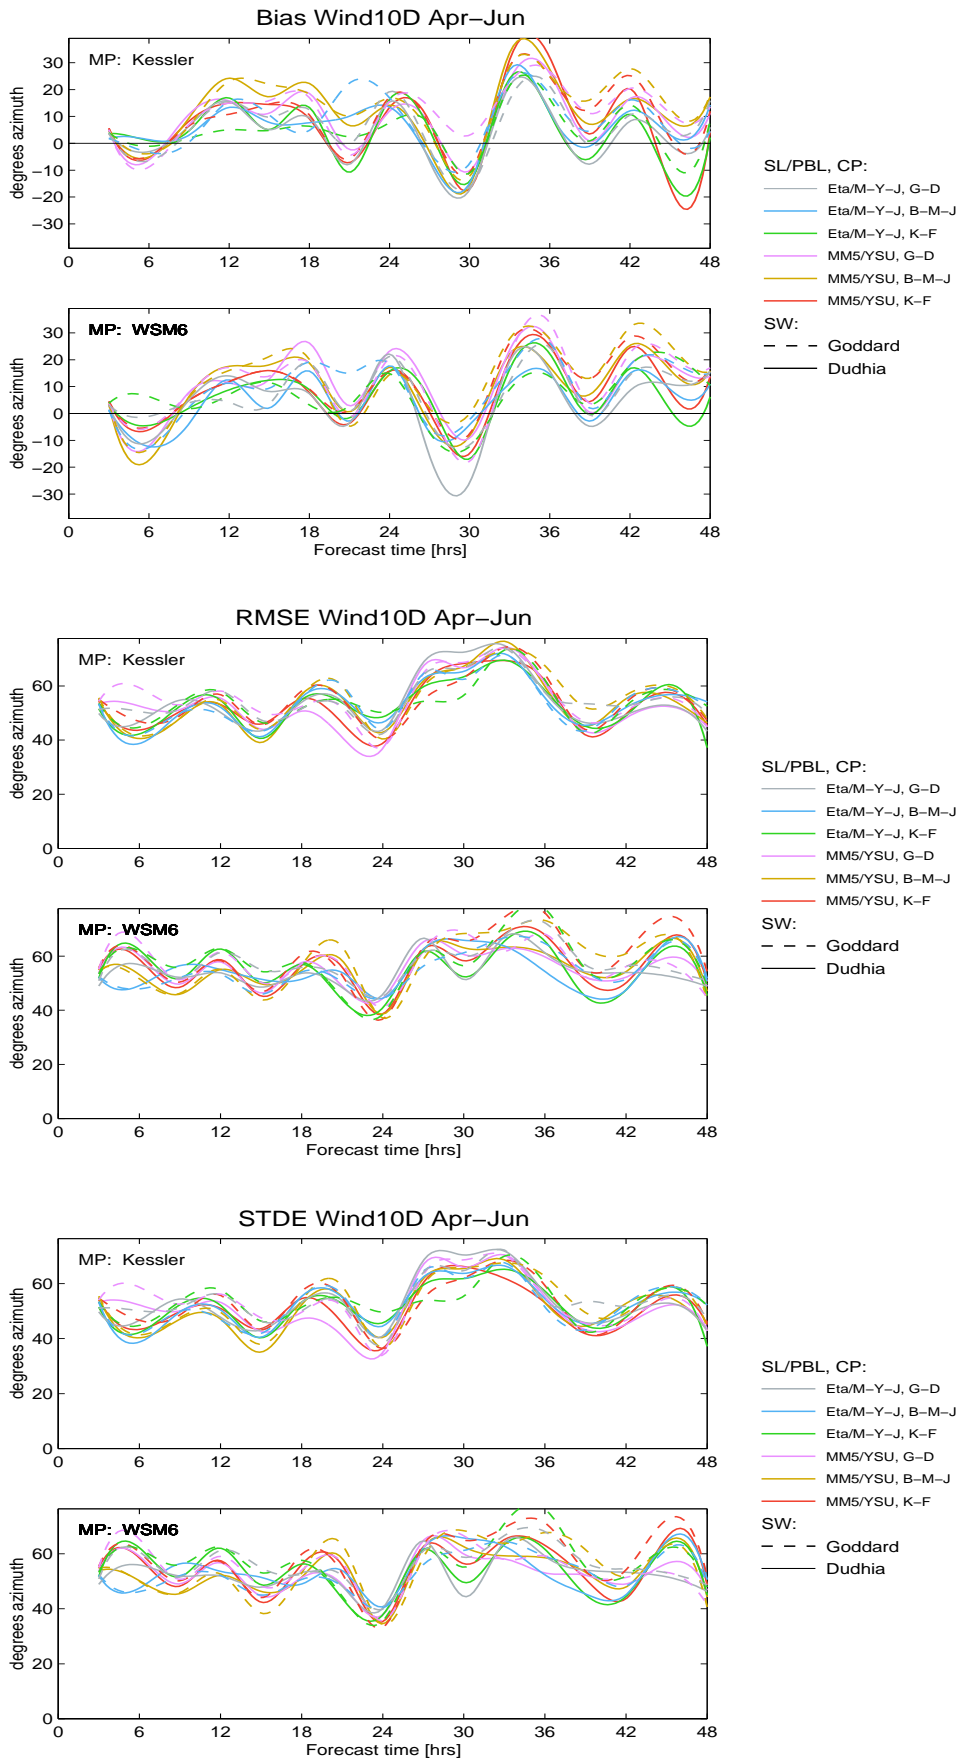 Bias Wind10D Apr−Jun
MP: Kessler
degrees azimuth
30
20
10
0
−10
−20
−30
0 6 12 18 24 30 36 42 48
SL/PBL, CP:
Eta/M−Y−J, G−D
Eta/M−Y−J, B−M−J
Eta/M−Y−J, K−F
MM5/YSU, G−D
MM5/YSU, B−M−J
MM5/YSU, K−F
SW:
Goddard
Dudhia
MP: WSM6
degrees azimuth
30
20
10
0
−10
−20
−30
0 6 12 18 24 30 36 42 48
Forecast time [hrs]
RMSE Wind10D Apr−Jun
MP: Kessler
degrees azimuth
60
40
20
0
0 6 12 18 24 30 36 42 48
SL/PBL, CP:
Eta/M−Y−J, G−D
Eta/M−Y−J, B−M−J
Eta/M−Y−J, K−F
MM5/YSU, G−D
MM5/YSU, B−M−J
MM5/YSU, K−F
SW:
Goddard
Dudhia
MP: WSM6
degrees azimuth
60
40
20
0
0 6 12 18 24 30 36 42 48
Forecast time [hrs]
STDE Wind10D Apr−Jun
MP: Kessler
degrees azimuth
60
40
20
0
0 6 12 18 24 30 36 42 48
SL/PBL, CP:
Eta/M−Y−J, G−D
Eta/M−Y−J, B−M−J
Eta/M−Y−J, K−F
MM5/YSU, G−D
MM5/YSU, B−M−J
MM5/YSU, K−F
SW:
Goddard
Dudhia
MP: WSM6
degrees azimuth
60
40
20
0
0 6 12 18 24 30 36 42 48
Forecast time [hrs]